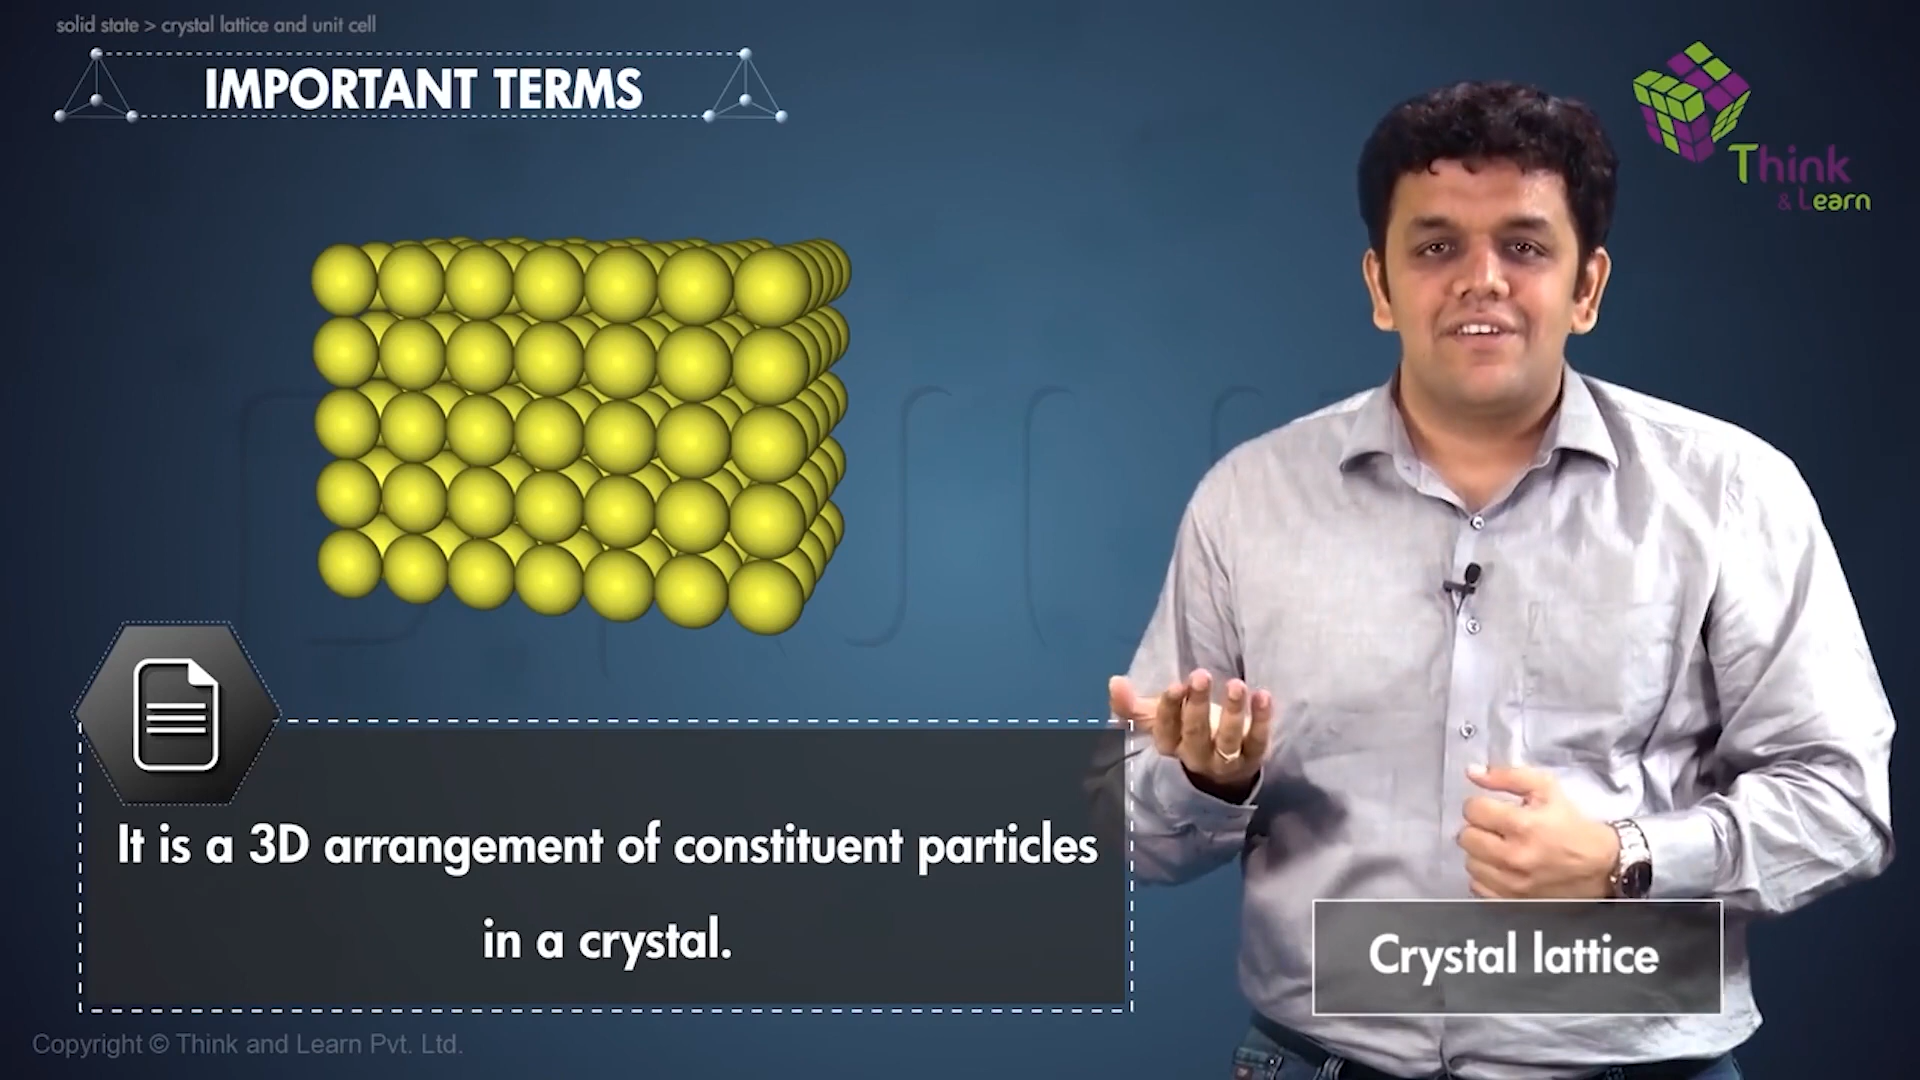 solid state > crystal lattice and unit cell
IMPORTANT TERMS
Think
& Learn
It is a 3D arrangement of constituent particles
in a crystal.
Crystal lattice
Copyright © Think and Learn Pvt. Ltd.